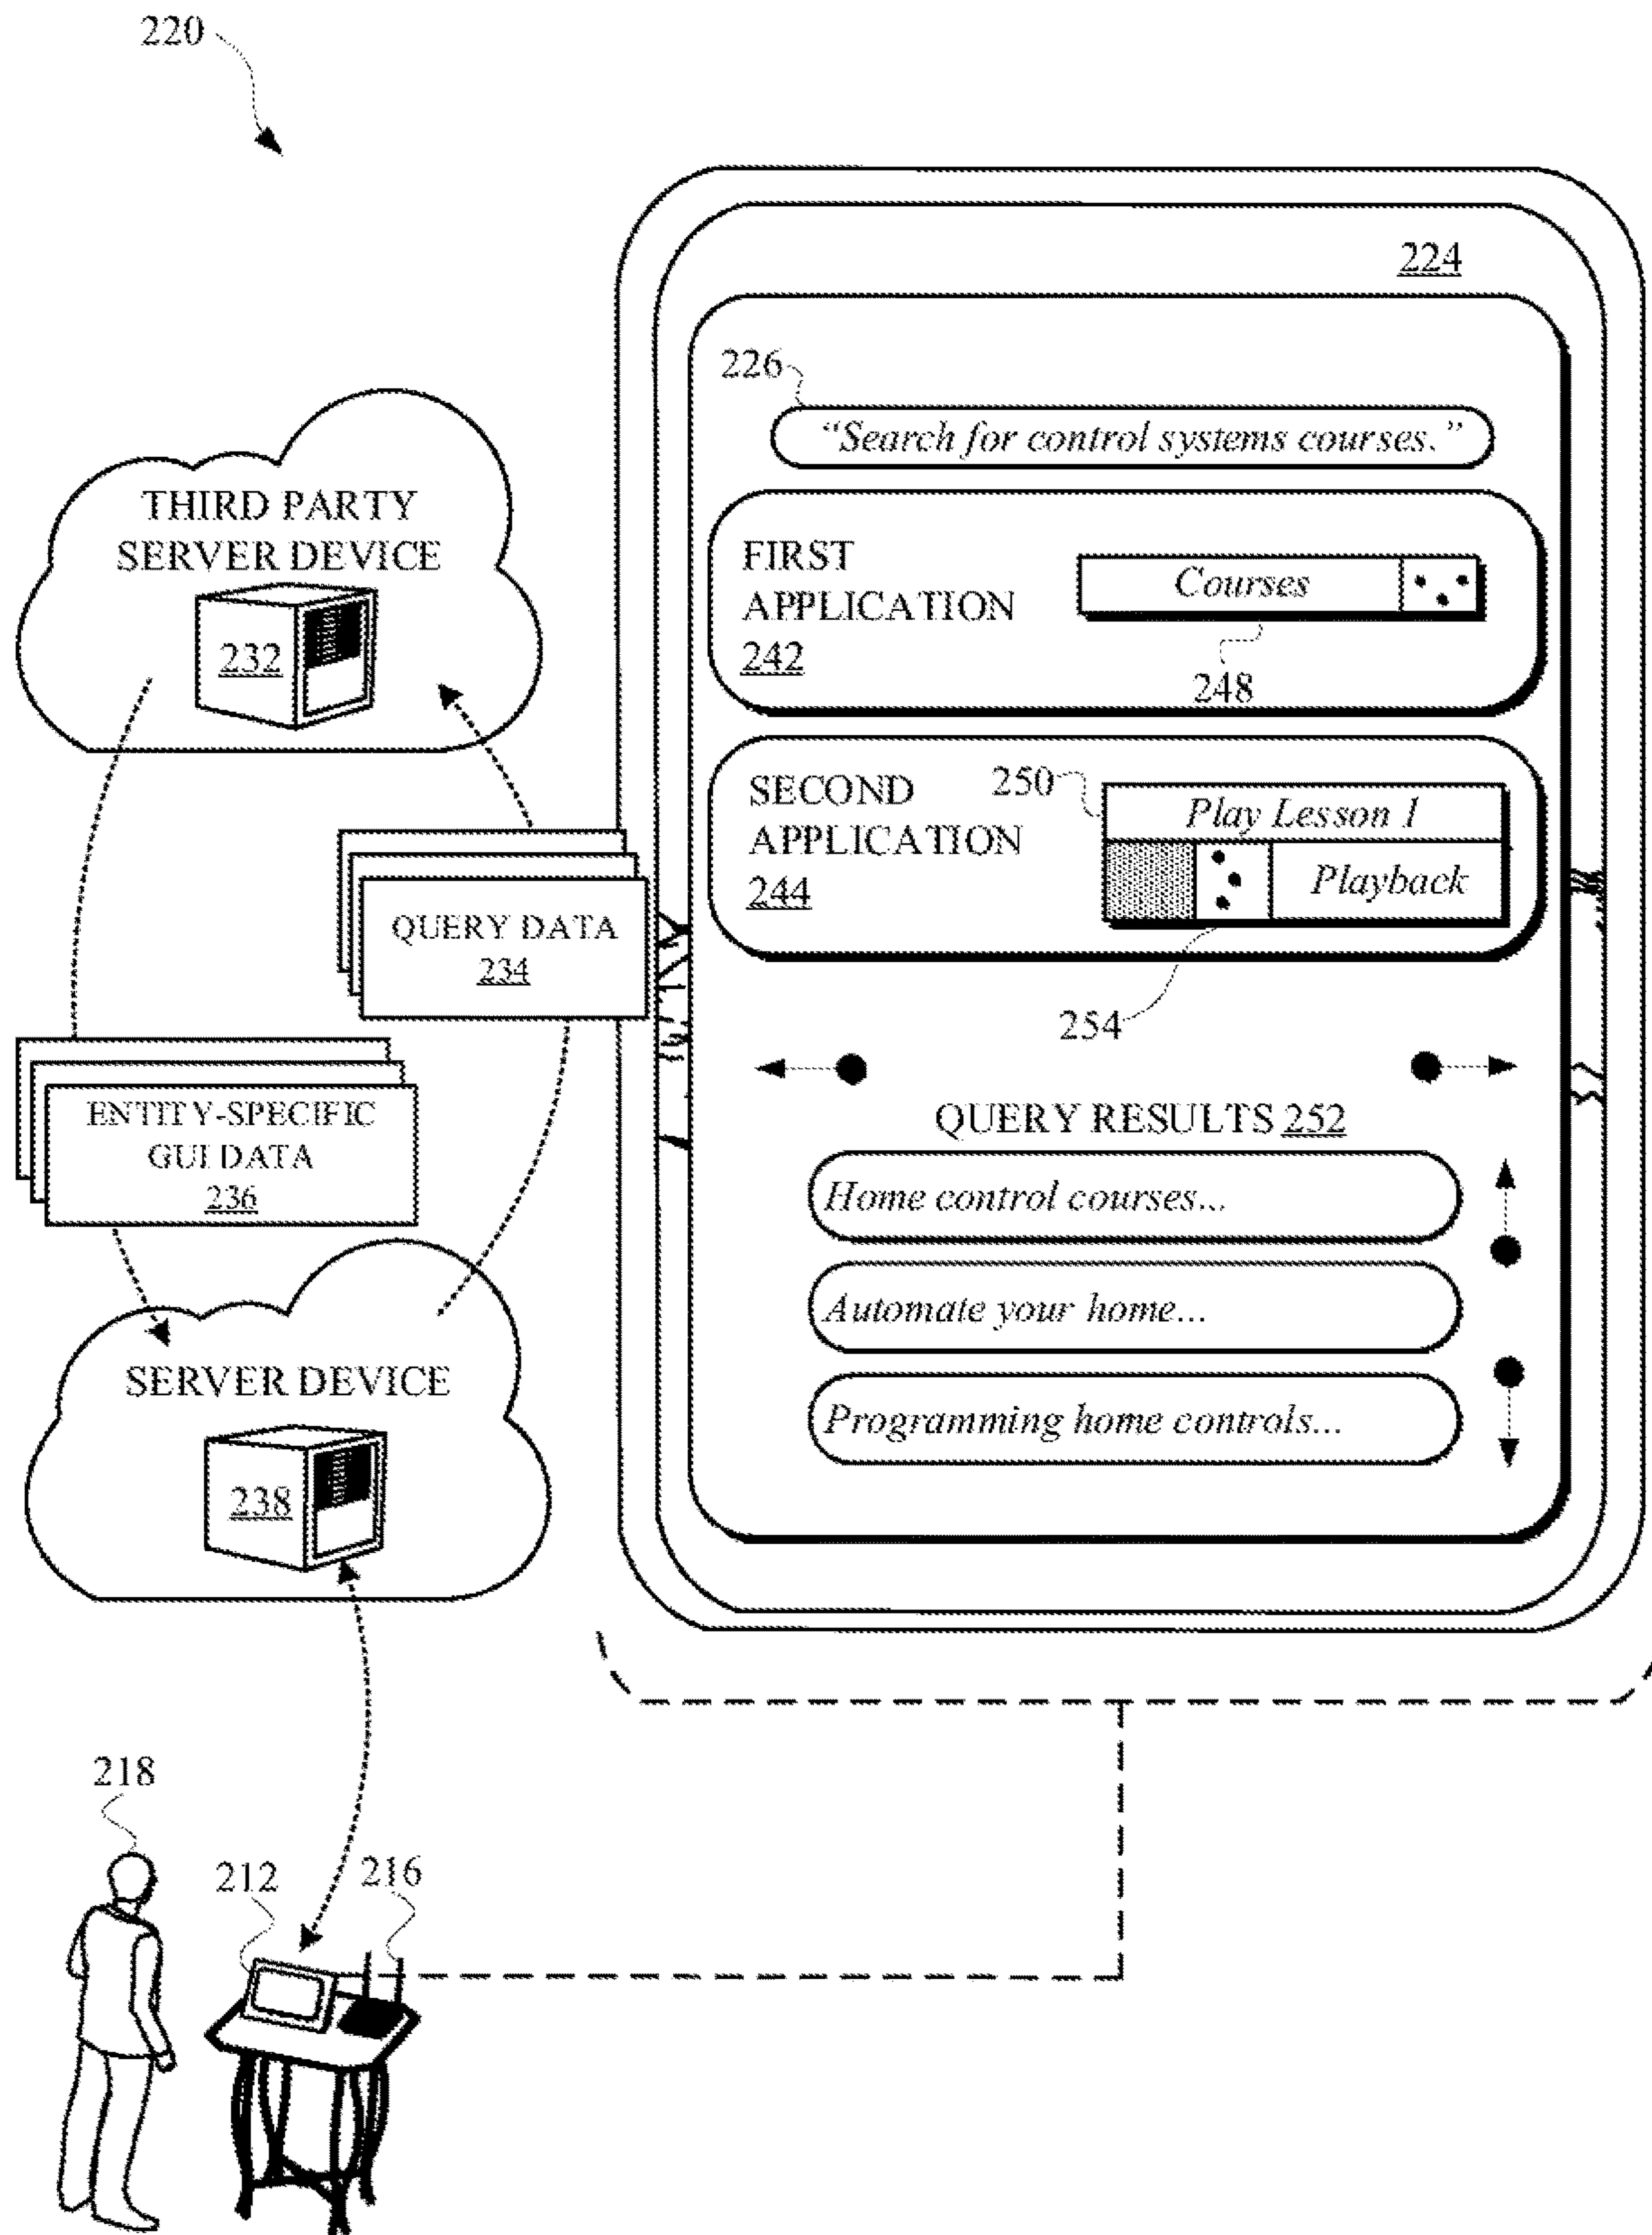 220
224
226
“Search for control systems courses.”
THIRD PARTY
SERVER DEVICE
232
FIRST
APPLICATION
242
Courses
248
SECOND
APPLICATION
244
250
Play Lesson 1
Playback
254
QUERY DATA
234
ENTITY-SPECIFIC
GUI DATA
236
QUERY RESULTS 252
Home control courses...
Automate your home...
Programming home controls...
SERVER DEVICE
238
218
212
216